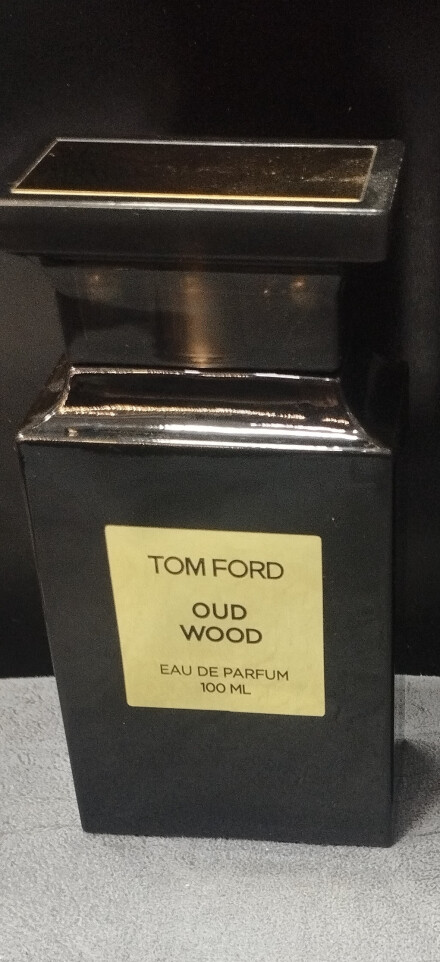 TOM FORD
OUD
WOOD
EAU DE PARFUM
100 ML